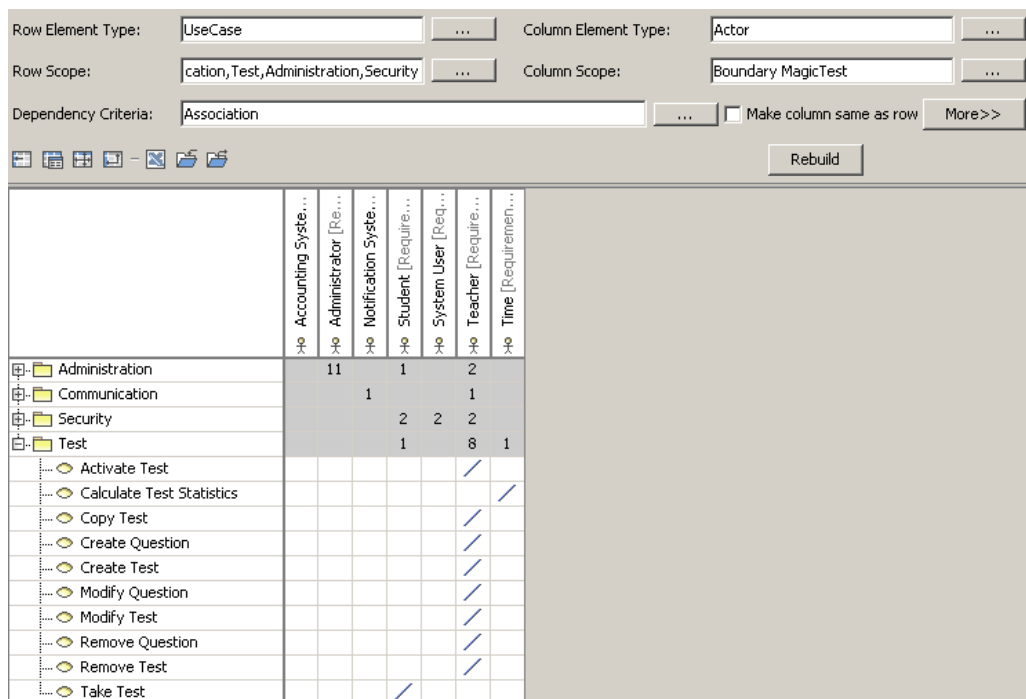 Row Element Type: UseCase ... Column Element Type: Actor ...
Row Scope: cation,Test,Administration,Security ... Column Scope: Boundary MagicTest ...
Dependency Criteria: Association ... Make column same as row More>>
Rebuild
Accounting Syste...
Administrator [Re...
Notification Syste...
Student [Require...
System User [Req...
Teacher [Require...
Time [Requiremen...
Administration 11 1 2
Communication 1 1
Security 2 2 2
Test 1 8 1
Activate Test
Calculate Test Statistics
Copy Test
Create Question
Create Test
Modify Question
Modify Test
Remove Question
Remove Test
Take Test